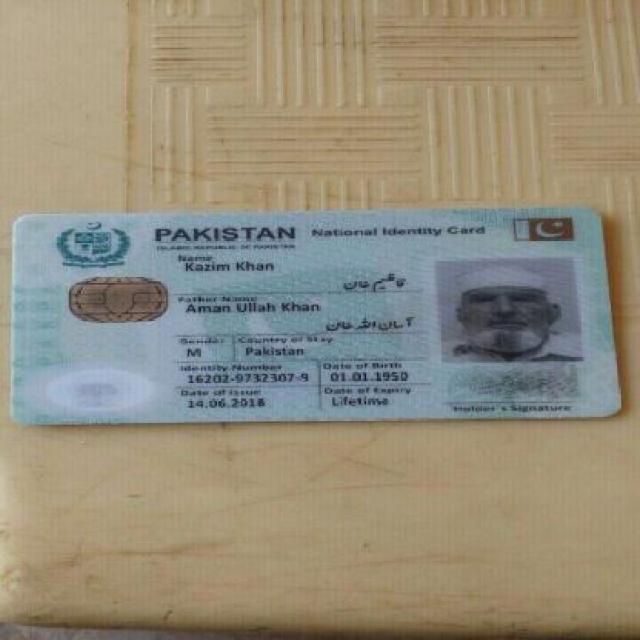 PAKISTAN National Identity Card
ISLAMIC REPUBLIC OF PAKISTAN
Name
Kazim Khan
کاظیم خان
Father Name
Aman Ullah Khan
آمان اللہ خان
Gender Country of Stay
M Pakistan
Identity Number Date of Birth
16202-9732307-9 01.01.1950
Date of Issue Date of Expiry
14.06.2018 Lifetime
Holder's Signature